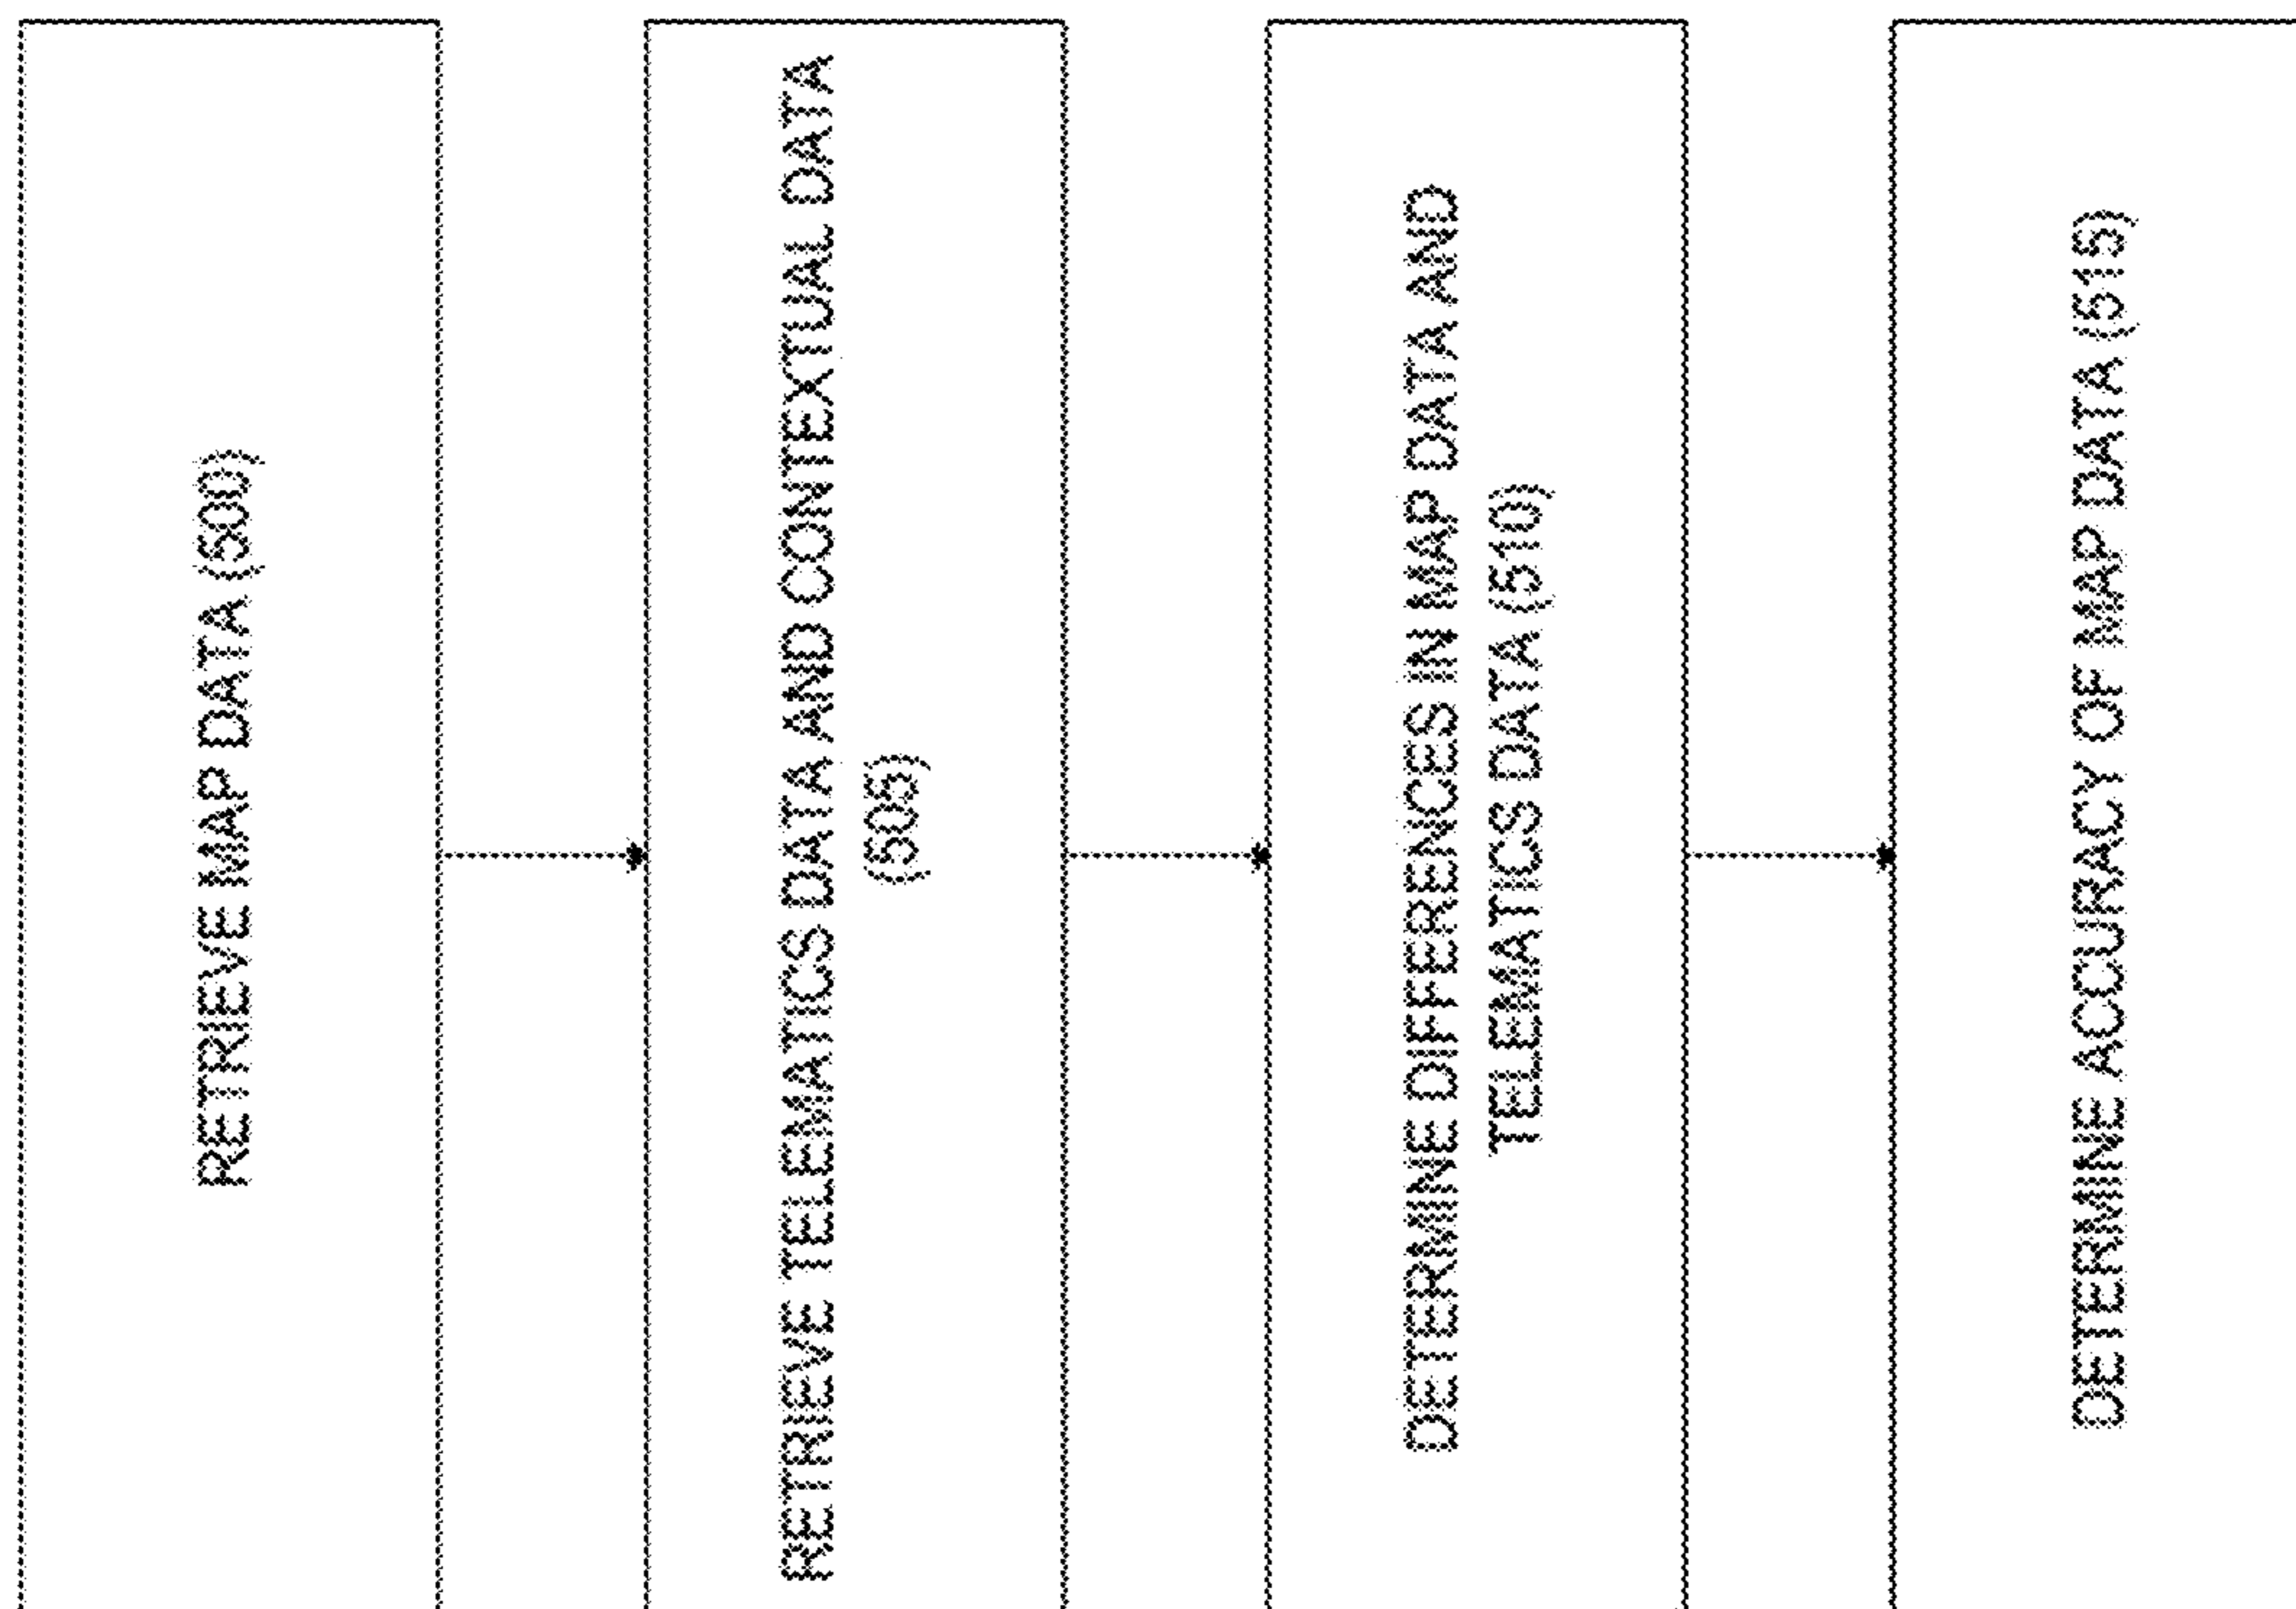 RETRIEVE MAP DATA (500)
RETRIEVE TELEMATICS DATA AND CONTEXTUAL DATA
(505)
DETERMINE DIFFERENCES IN MAP DATA AND
TELEMATICS DATA (510)
DETERMINE ACCURACY OF MAP DATA (515)